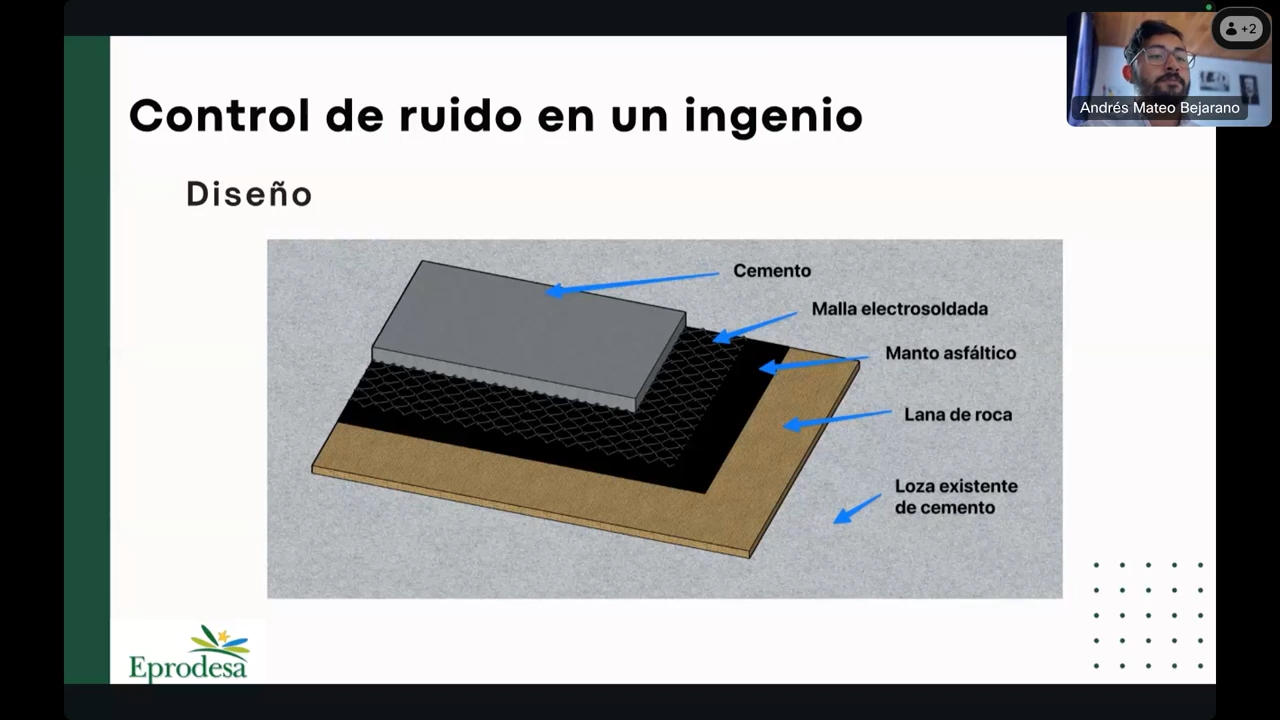 Control de ruido en un ingenio
+2
Andrés Mateo Bejarano
Diseño
Cemento
Malla electrosoldada
Manto asfáltico
Lana de roca
Loza existente
de cemento
Eprodesa